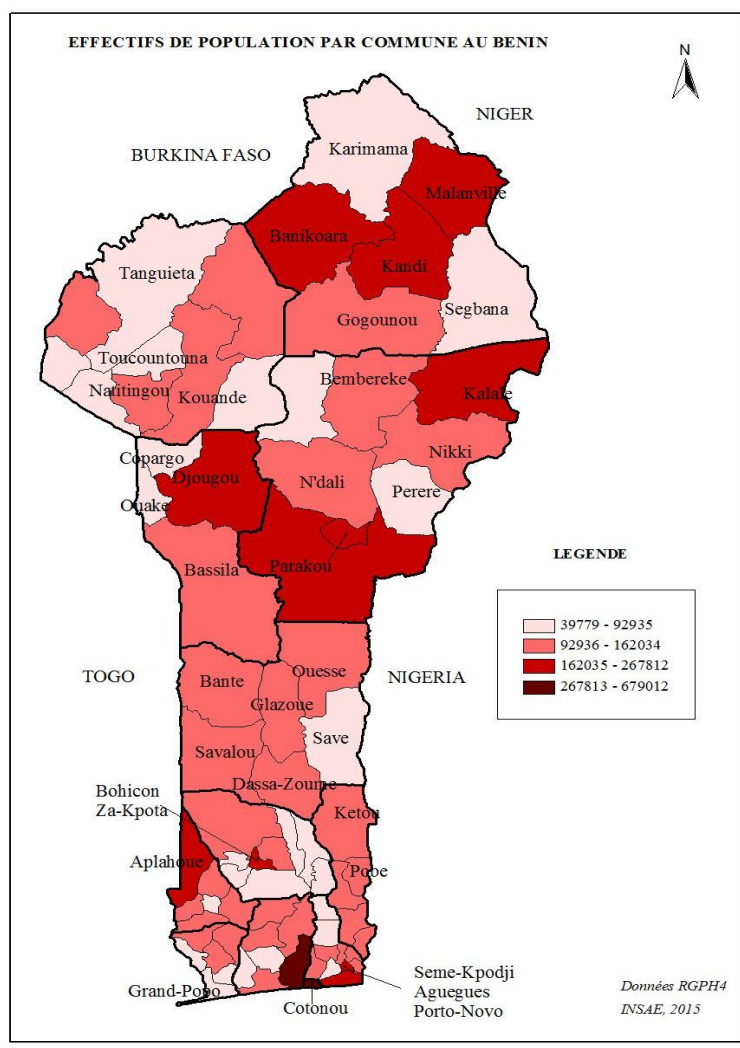 EFFECTIFS DE POPULATION PAR COMMUNE AU BENIN
N
NIGER
Karimama
BURKINA FASO
Malanville
Banikoara
Kandi
Tanguieta
Segbana
Gogounou
Toucountouna
Bembereke
Natitingou
Kouande
Kalale
Nikki
Copargo
Djougou
N'dali
Perere
Ouake
LEGENDE
Parakou
Bassila
39779 - 92935
92936 - 162034
162035 - 267812
267813 - 679012
TOGO
Ouesse
NIGERIA
Bante
Glazoue
Save
Savalou
Dassa-Zoume
Bohicon
Za-Kpota
Ketou
Aplahoue
Pobe
Seme-Kpodji
Aguegues
Porto-Novo
Grand-Popo
Cotonou
Données RGPH4
INSAE, 2015